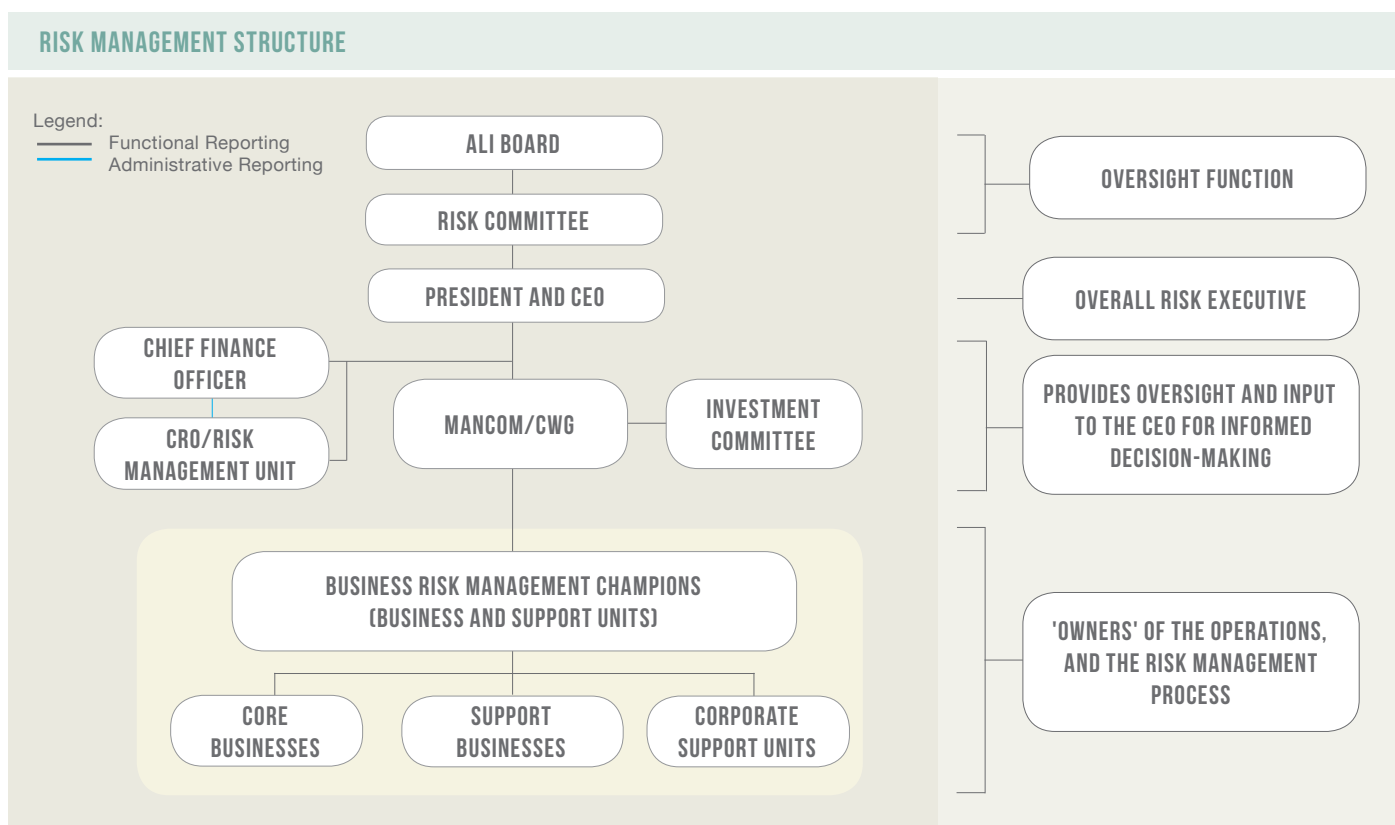 RISK MANAGEMENT STRUCTURE
Legend:
Functional Reporting
Administrative Reporting
ALI BOARD
RISK COMMITTEE
PRESIDENT AND CEO
CHIEF FINANCE
OFFICER
CRO/RISK
MANAGEMENT UNIT
MANCOM/CWG
INVESTMENT
COMMITTEE
BUSINESS RISK MANAGEMENT CHAMPIONS
(BUSINESS AND SUPPORT UNITS)
CORE
BUSINESSES
SUPPORT
BUSINESSES
CORPORATE
SUPPORT UNITS
OVERSIGHT FUNCTION
OVERALL RISK EXECUTIVE
PROVIDES OVERSIGHT AND INPUT
TO THE CEO FOR INFORMED
DECISION-MAKING
'OWNERS' OF THE OPERATIONS,
AND THE RISK MANAGEMENT
PROCESS